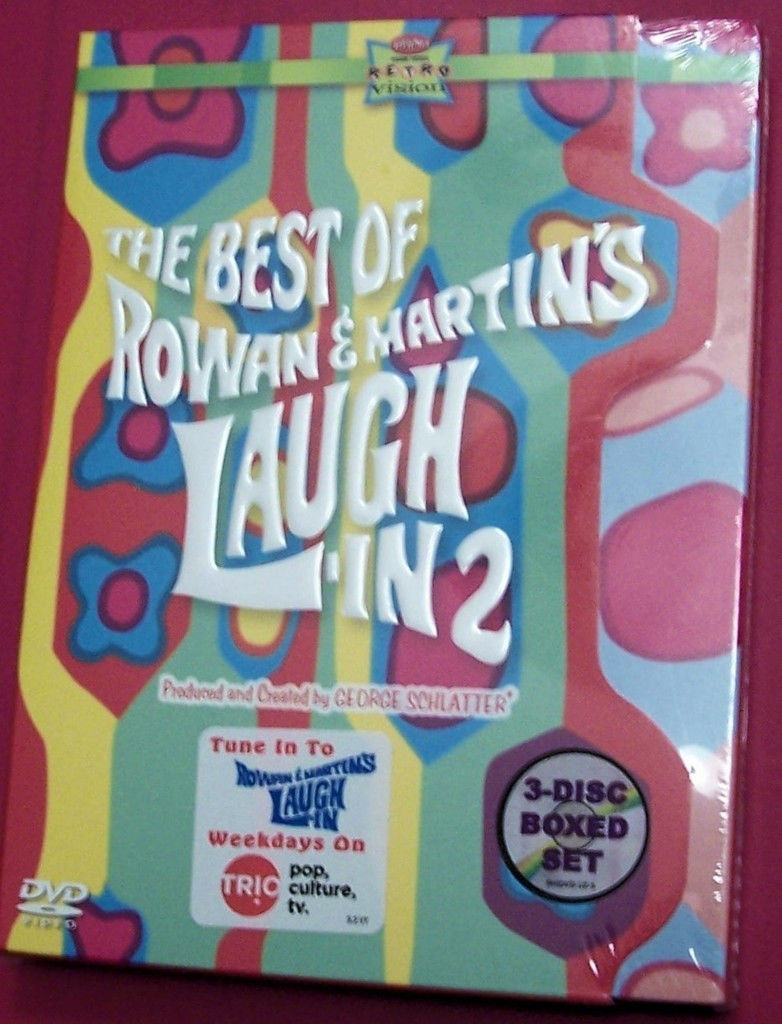 RETRO
VISION
THE BEST OF
ROWAN & MARTIN'S
LAUGH
-IN 2
Produced and Created by GEORGE SCHLATTER
Tune In To
ROWAN & MARTIN'S
LAUGH
-IN
Weekdays On
TRIO
pop,
culture,
tv.
3-DISC
BOXED
SET
DVD
VIDEO